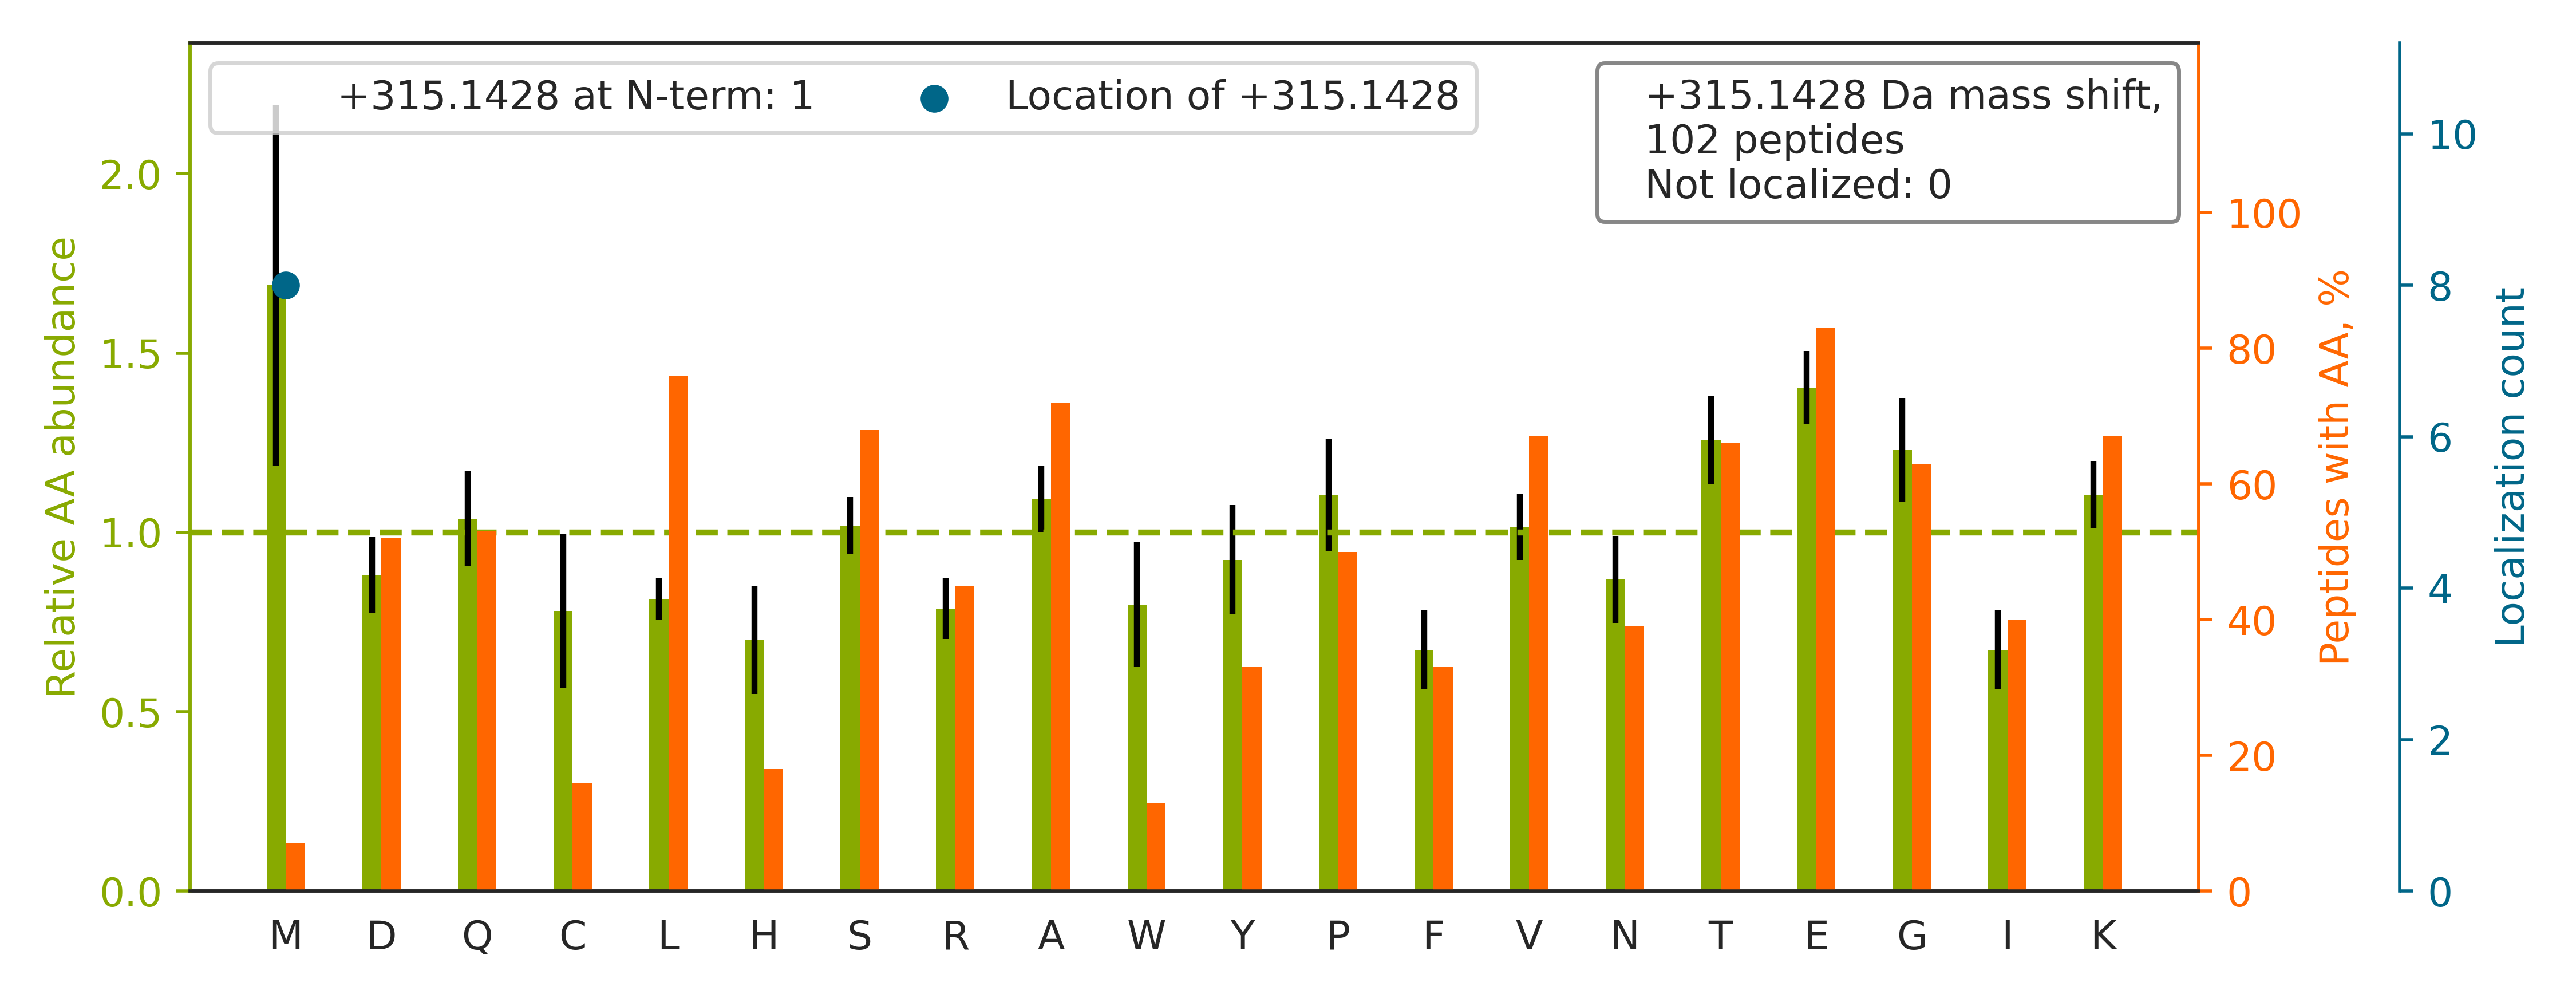 +315.1428 at N-term: 1
Location of +315.1428
+315.1428 Da mass shift,
102 peptides
Not localized: 0
Relative AA abundance
2.0
1.5
1.0
0.5
0.0
M D Q C L H S R A W Y P F V N T E G I K
100
80
60
40
20
0
Peptides with AA, %
10
8
6
4
2
0
Localization count